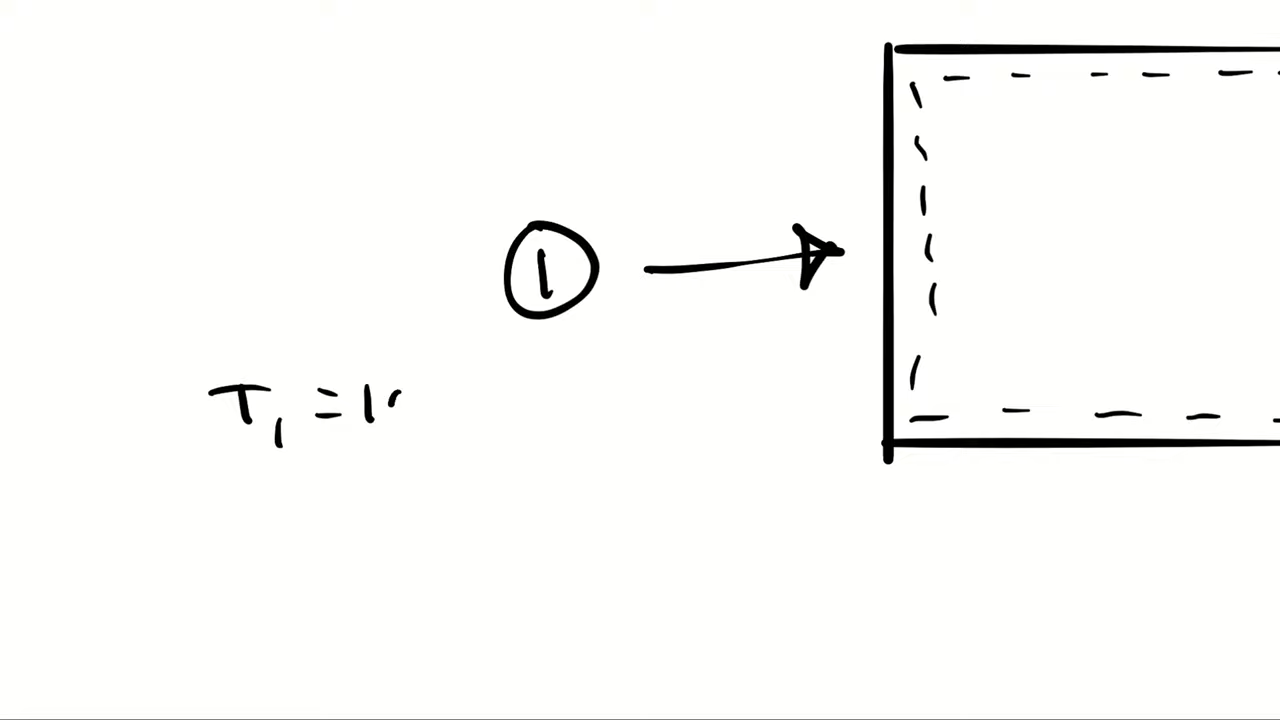 1
T₁ = 1